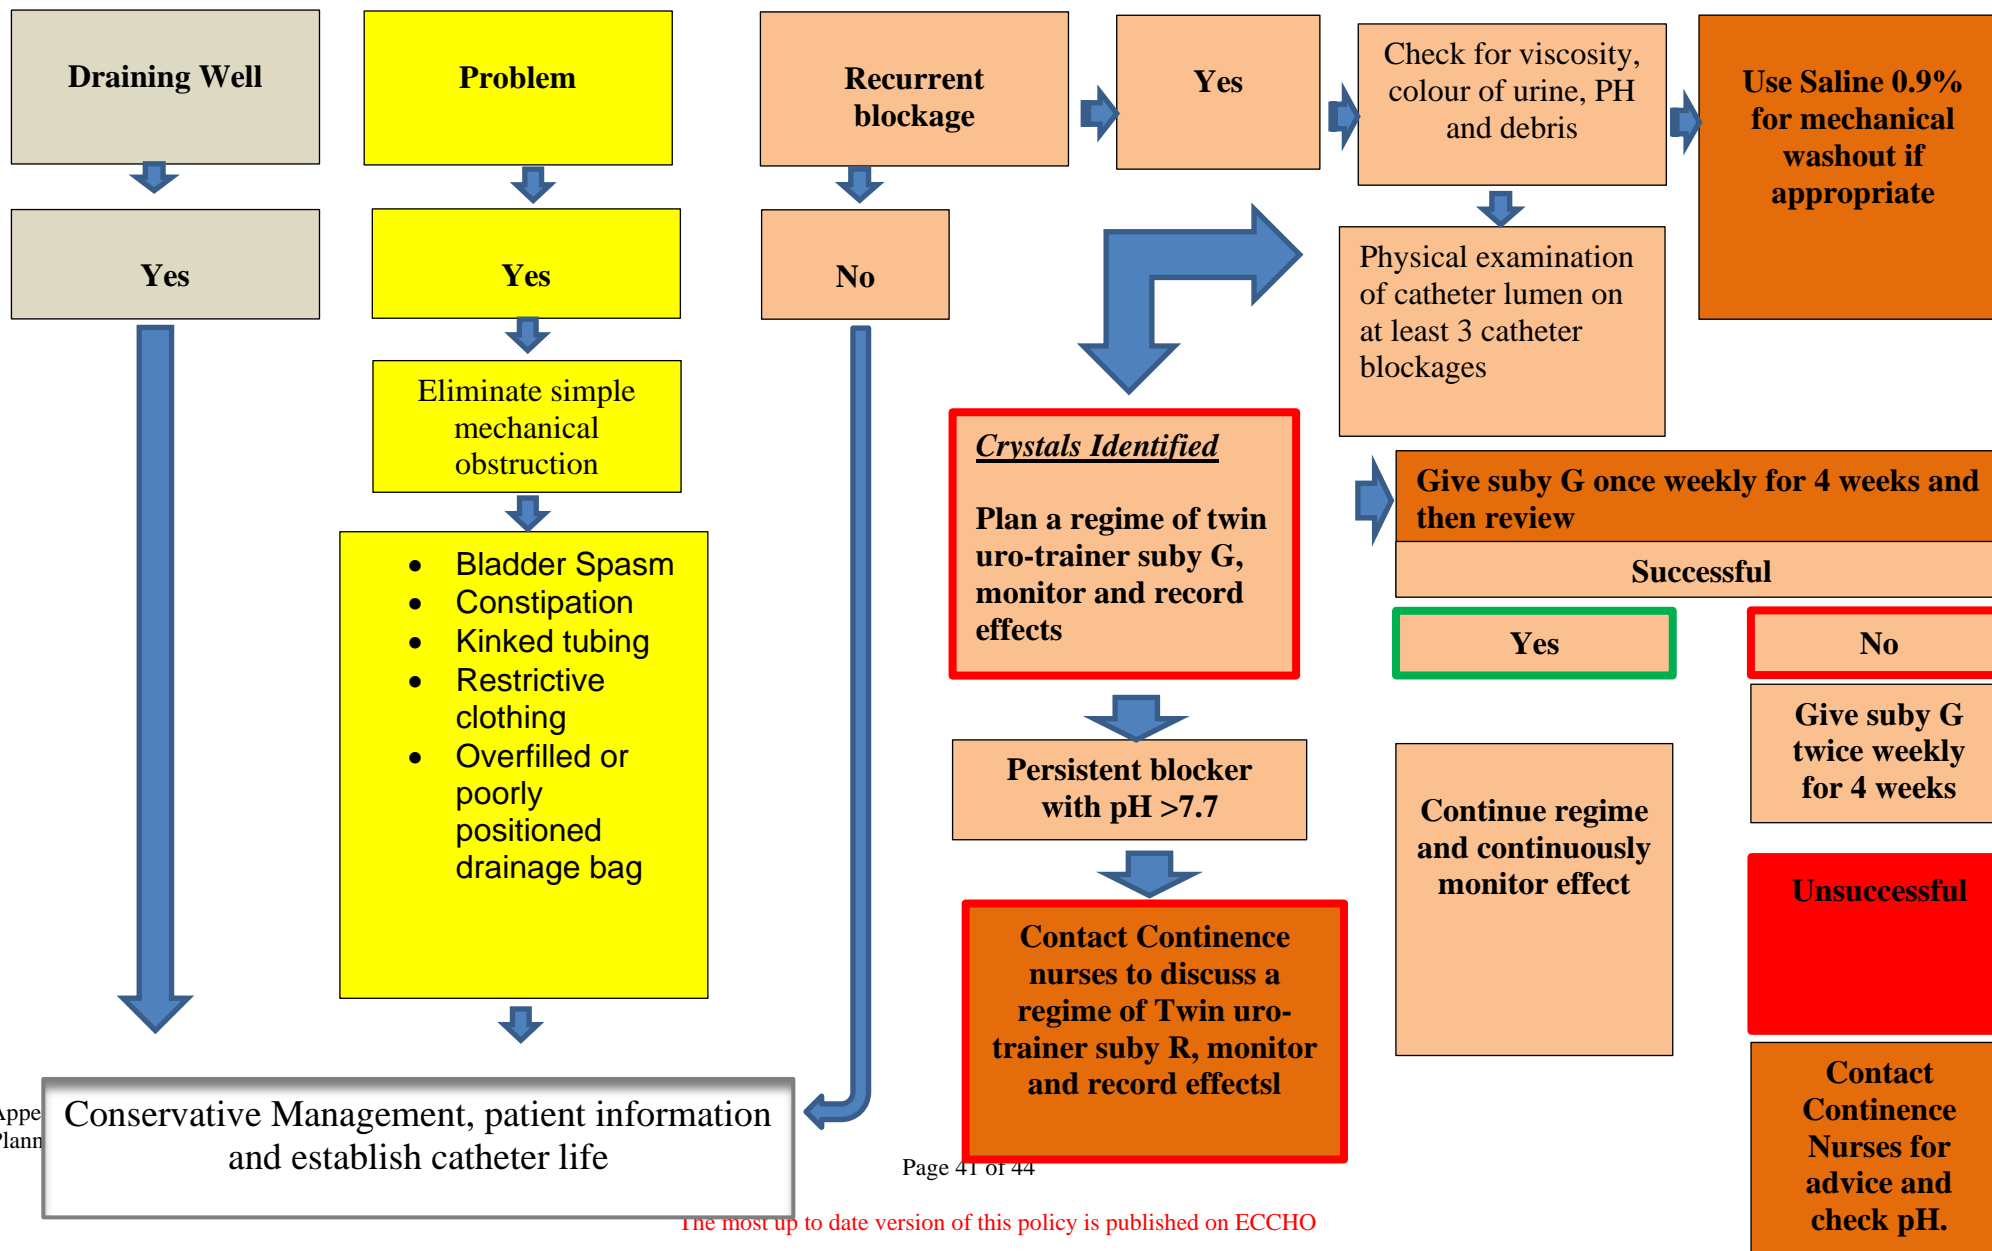 Draining Well
Problem
Recurrent
blockage
Yes
Check for viscosity,
colour of urine, PH
and debris
Use Saline 0.9%
for mechanical
washout if
appropriate
Yes
Yes
No
Physical examination
of catheter lumen on
at least 3 catheter
blockages
Eliminate simple
mechanical
obstruction
• Bladder Spasm
• Constipation
• Kinked tubing
• Restrictive
clothing
• Overfilled or
poorly
positioned
drainage bag
Crystals Identified
Plan a regime of twin
uro-trainer suby G,
monitor and record
effects
Give suby G once weekly for 4 weeks and
then review
Successful
Yes
No
Give suby G
twice weekly
for 4 weeks
Persistent blocker
with pH >7.7
Continue regime
and continuously
monitor effect
Unsuccessful
Contact Continence
nurses to discuss a
regime of Twin uro-
trainer suby R, monitor
and record effectsl
Contact
Continence
Nurses for
advice and
check pH.
Conservative Management, patient information
and establish catheter life
Page 41 of 44
The most up to date version of this policy is published on ECCHO